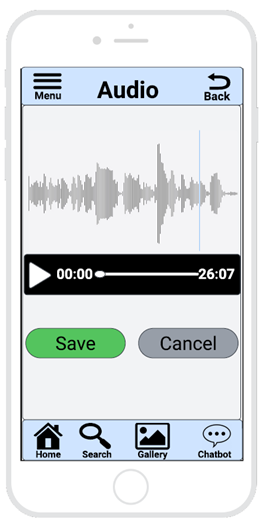 Menu Audio Back
00:00 26:07
Save Cancel
Home Search Gallery Chatbot